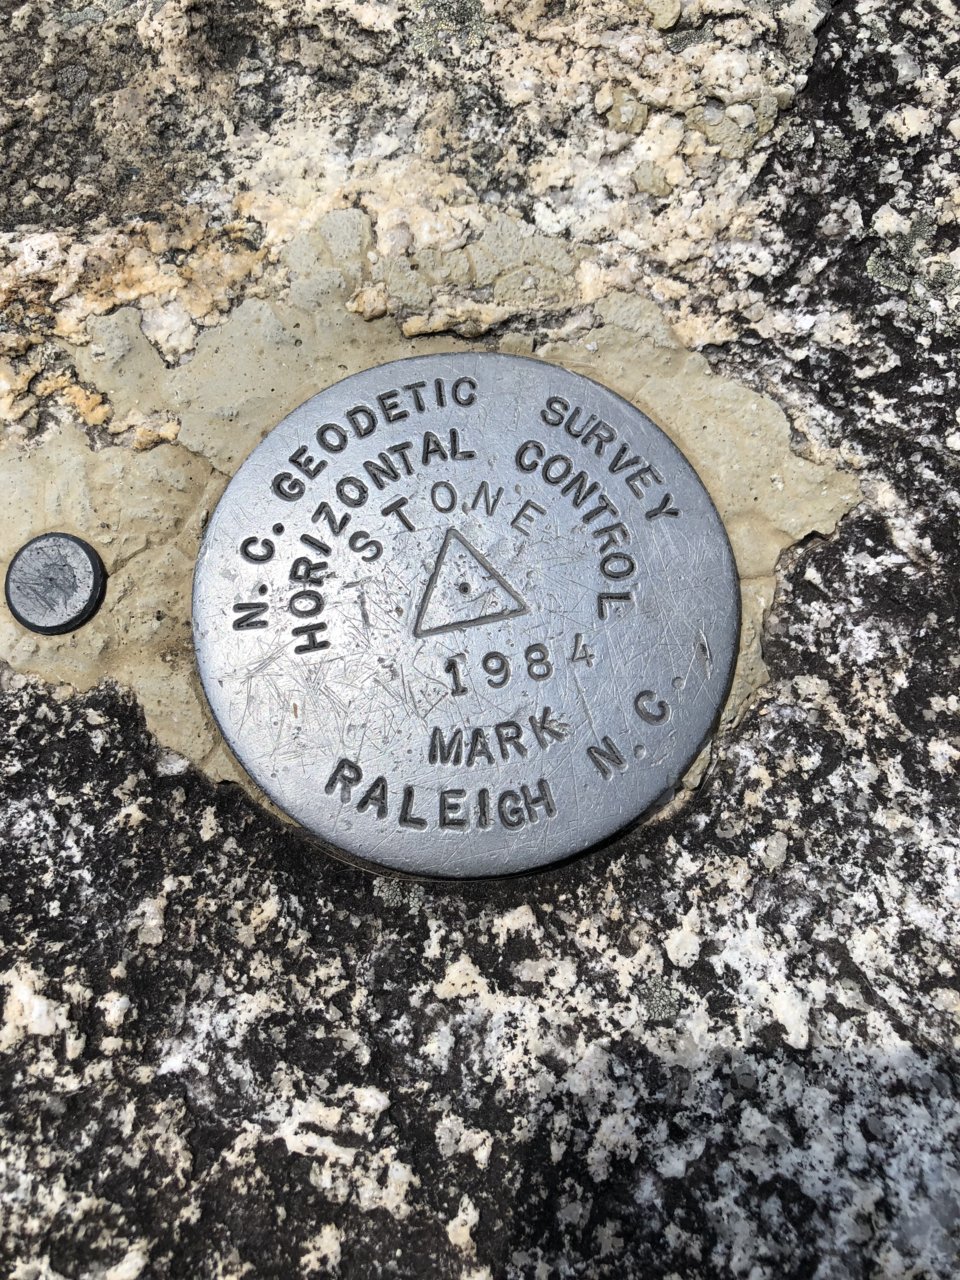 N. C. GEODETIC SURVEY
HORIZONTAL CONTROL
STONE
1984
MARK
RALEIGH N. C.